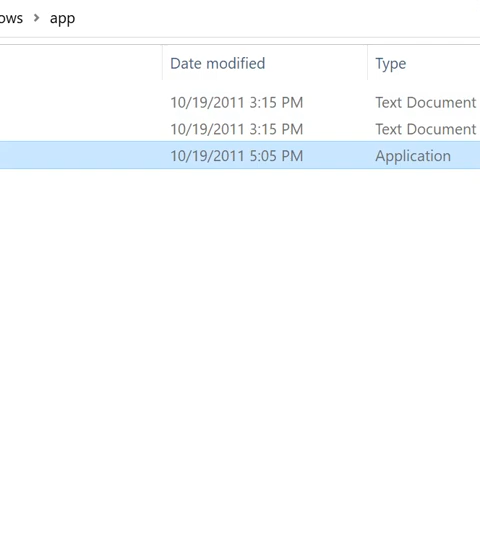 ows > app
Date modified Type
10/19/2011 3:15 PM Text Document
10/19/2011 3:15 PM Text Document
10/19/2011 5:05 PM Application